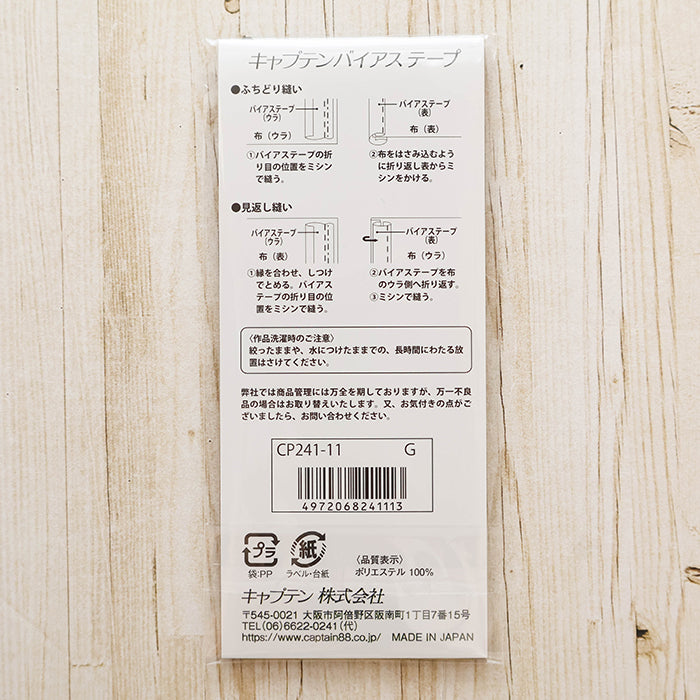 キャプテンバイアステープ
●ふちどり縫い
バイアステープ
(ウラ)
布（ウラ）
バイアステープ
(表)
布（表）
①バイアステープの折
り目の位置をミシン
で縫う。
②布をはさみ込むよう
に折り返し表からミ
シンをかける。
●見返し縫い
バイアステープ
(ウラ)
布（表）
バイアステープ
(表)
布（ウラ）
①縁を合わせ、しつけ
でとめる。バイアス
テープの折り目の位
置をミシンで縫う。
②バイアステープを布
のウラ側へ折り返す。
③ミシンで縫う。
〈作品洗濯時のご注意〉
絞ったままや、水につけたままでの、長時間にわたる放
置はさけてください。
弊社では商品管理には万全を期しておりますが、万一不良
品の場合はお取り替えいたします。又、お気付きの点がご
ざいましたら、お問い合わせください。
CP241-11 G
4972068241113
プラ
袋:PP
紙
ラベル・台紙
〈品質表示〉
ポリエステル 100%
キャプテン 株式会社
〒545-0021 大阪市阿倍野区阪南町1丁目7番15号
TEL(06)6622-0241(代)
https://www.captain88.co.jp/ MADE IN JAPAN